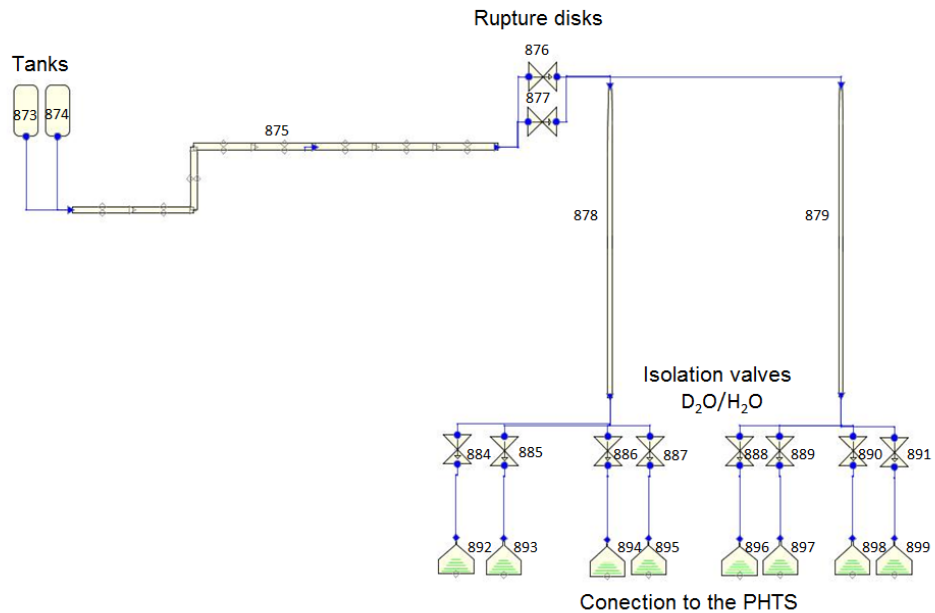 Rupture disks
876
Tanks
873 874
877
875
878
879
Isolation valves
D₂O/H₂O
884 885 886 887 888 889 890 891
892 893 894 895 896 897 898 899
Conection to the PHTS